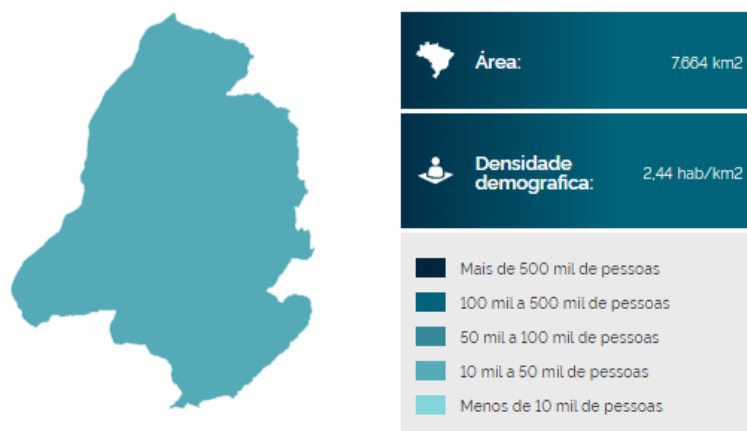 Área:
7.664 km2
Densidade
demografica:
2,44 hab/km2
Mais de 500 mil de pessoas
100 mil a 500 mil de pessoas
50 mil a 100 mil de pessoas
10 mil a 50 mil de pessoas
Menos de 10 mil de pessoas